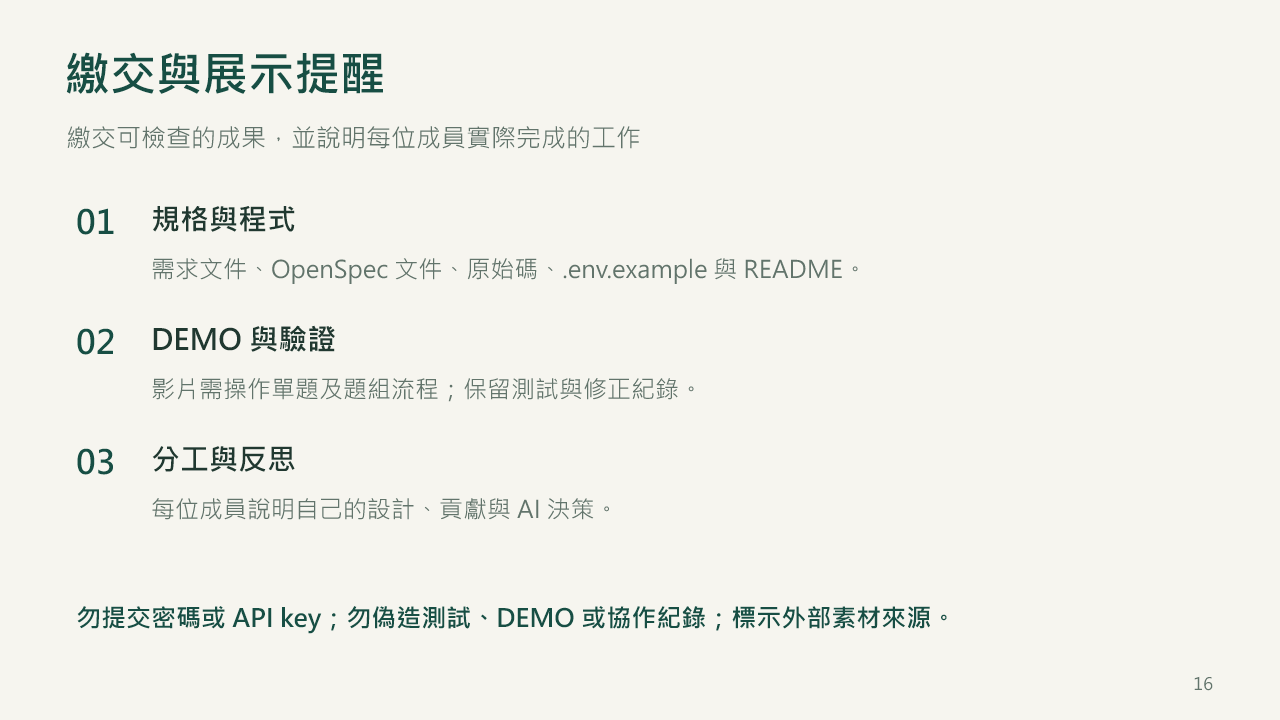 繳交與展示提醒
繳交可檢查的成果，並說明每位成員實際完成的工作
01 規格與程式
需求文件、OpenSpec 文件、原始碼、.env.example 與 README。
02 DEMO 與驗證
影片需操作單題及題組流程；保留測試與修正紀錄。
03 分工與反思
每位成員說明自己的設計、貢獻與 AI 決策。
勿提交密碼或 API key；勿偽造測試、DEMO 或協作紀錄；標示外部素材來源。
16